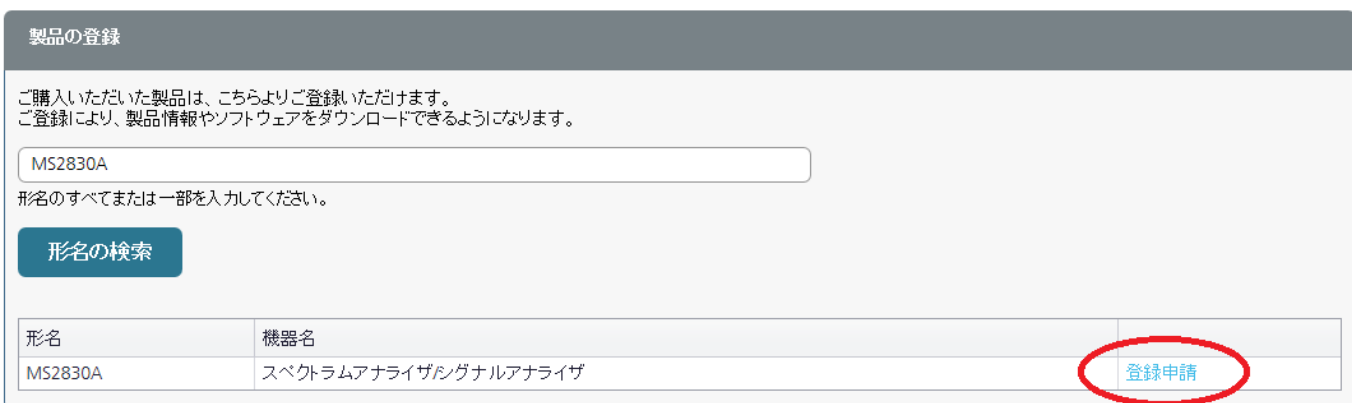 製品の登録
ご購入いただいた製品は、こちらよりご登録いただけます。
ご登録により、製品情報やソフトウェアをダウンロードできるようになります。
MS2830A
形名のすべてまたは一部を入力してください。
形名の検索
形名 機器名
MS2830A スペクトラムアナライザ/シグナルアナライザ 登録申請